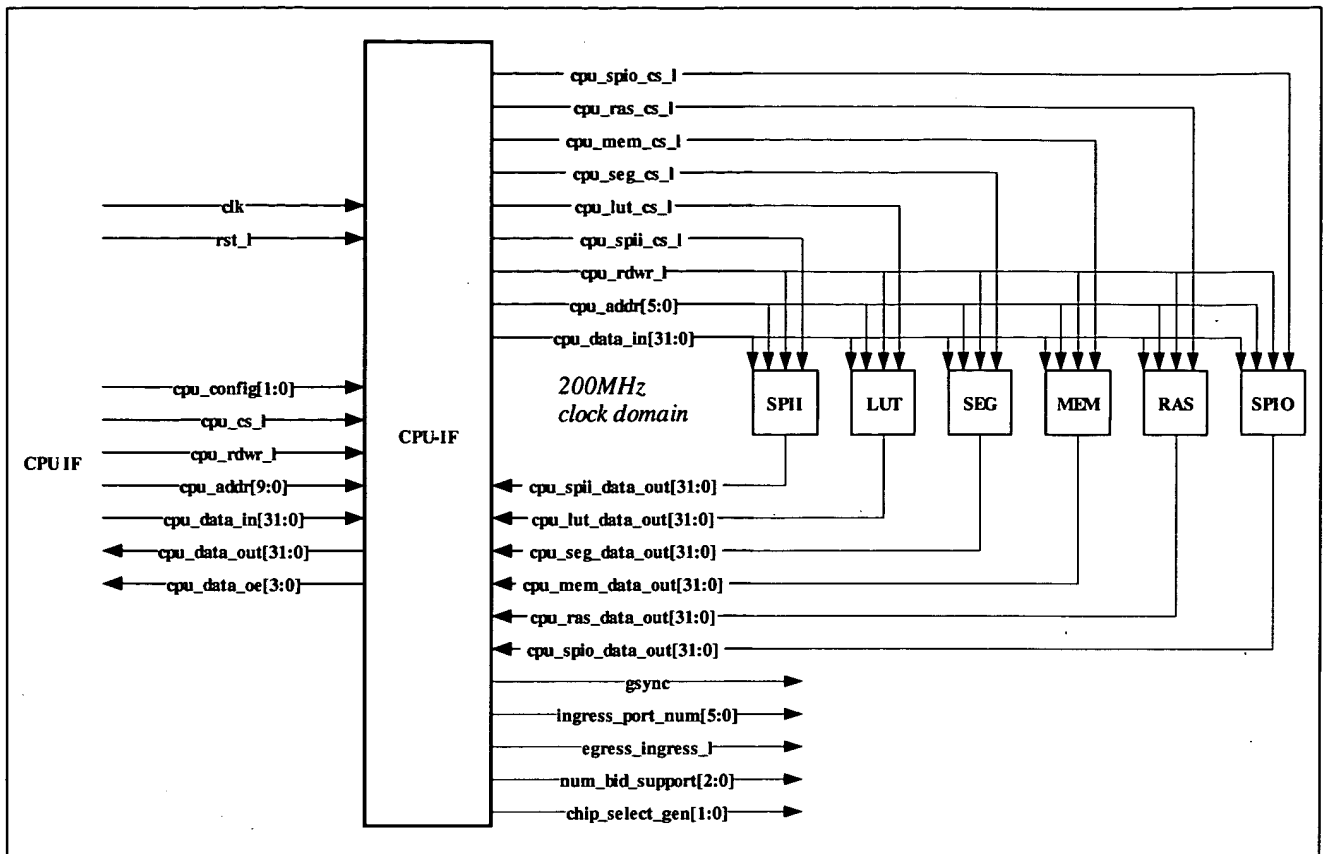 cpu_spio_cs_l
cpu_ras_cs_l
cpu_mem_cs_l
cpu_seg_cs_l
clk
cpu_lut_cs_l
rst_l
cpu_spii_cs_l
cpu_rdwr_l
cpu_addr[5:0]
cpu_data_in[31:0]
200MHz
clock domain
SPII
LUT
SEG
MEM
RAS
SPIO
CPU-IF
CPU IF
cpu_config[1:0]
cpu_cs_l
cpu_rdwr_l
cpu_addr[9:0]
cpu_data_in[31:0]
cpu_data_out[31:0]
cpu_data_oe[3:0]
cpu_spii_data_out[31:0]
cpu_lut_data_out[31:0]
cpu_seg_data_out[31:0]
cpu_mem_data_out[31:0]
cpu_ras_data_out[31:0]
cpu_spio_data_out[31:0]
gsync
ingress_port_num[5:0]
egress_ingress_l
num_bid_support[2:0]
chip_select_gen[1:0]